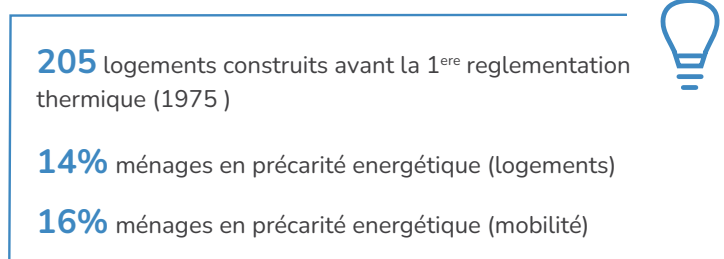 205 logements construits avant la 1ere reglementation
thermique (1975 )
14% ménages en précarité energétique (logements)
16% ménages en précarité energétique (mobilité)